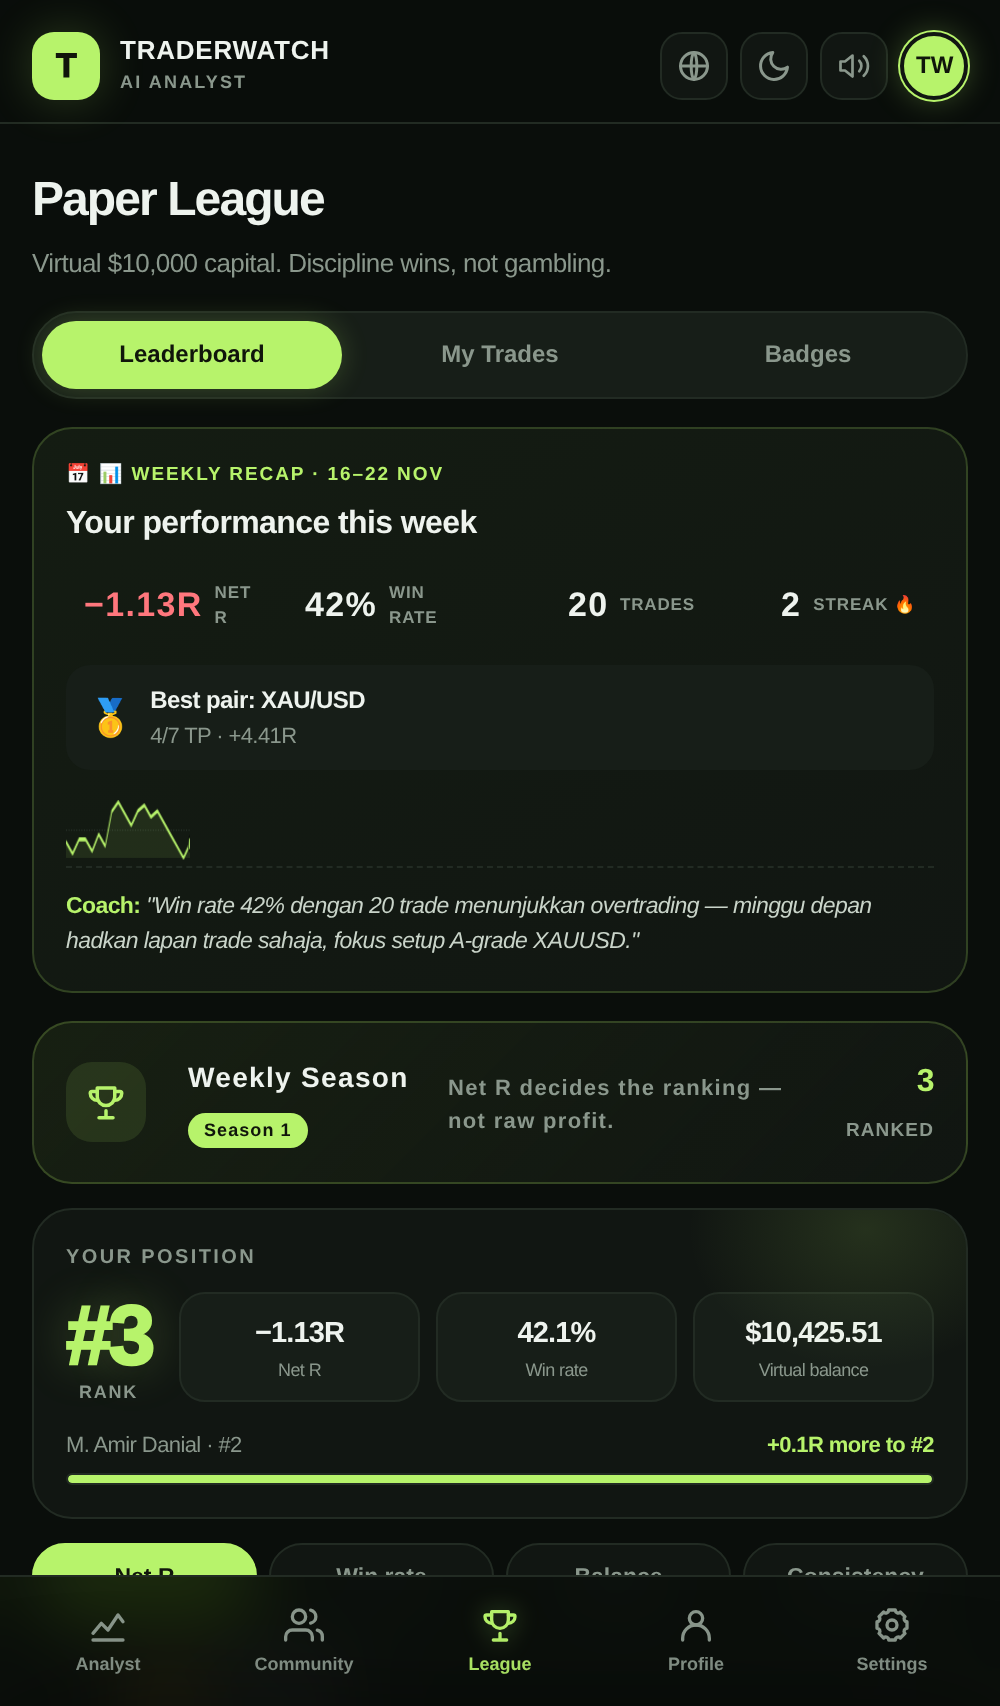 T
TRADERWATCH
AI ANALYST
TW
Paper League
Virtual $10,000 capital. Discipline wins, not gambling.
Leaderboard
My Trades
Badges
📅 📊 WEEKLY RECAP · 16–22 NOV
Your performance this week
−1.13R NET R
42% WIN RATE
20 TRADES
2 STREAK 🔥
Best pair: XAU/USD
4/7 TP · +4.41R
Coach: "Win rate 42% dengan 20 trade menunjukkan overtrading — minggu depan
hadkan lapan trade sahaja, fokus setup A-grade XAUUSD."
Weekly Season
Season 1
Net R decides the ranking —
not raw profit.
3
RANKED
YOUR POSITION
#3
RANK
−1.13R
Net R
42.1%
Win rate
$10,425.51
Virtual balance
M. Amir Danial · #2
+0.1R more to #2
Net R
Win rate
Balance
Consistency
Analyst
Community
League
Profile
Settings